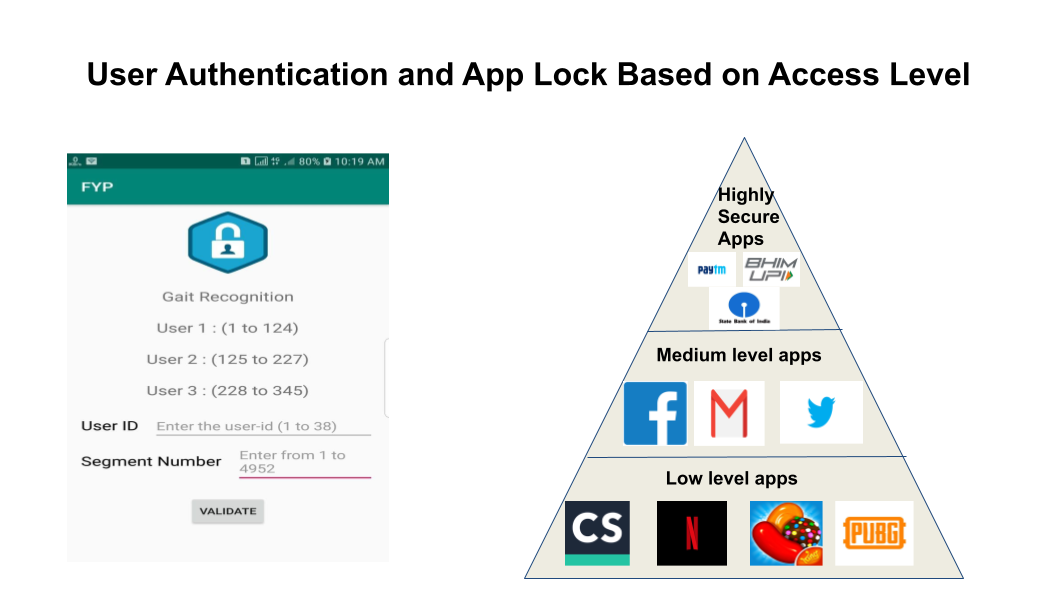 User Authentication and App Lock Based on Access Level
80% 10:19 AM
FYP
Gait Recognition
User 1 : (1 to 124)
User 2 : (125 to 227)
User 3 : (228 to 345)
User ID Enter the user-id (1 to 38)
Segment Number Enter from 1 to
4952
VALIDATE
Highly
Secure
Apps
paytm BHIM
UPI
State Bank of India
Medium level apps
Low level apps
CS
N
PUBG